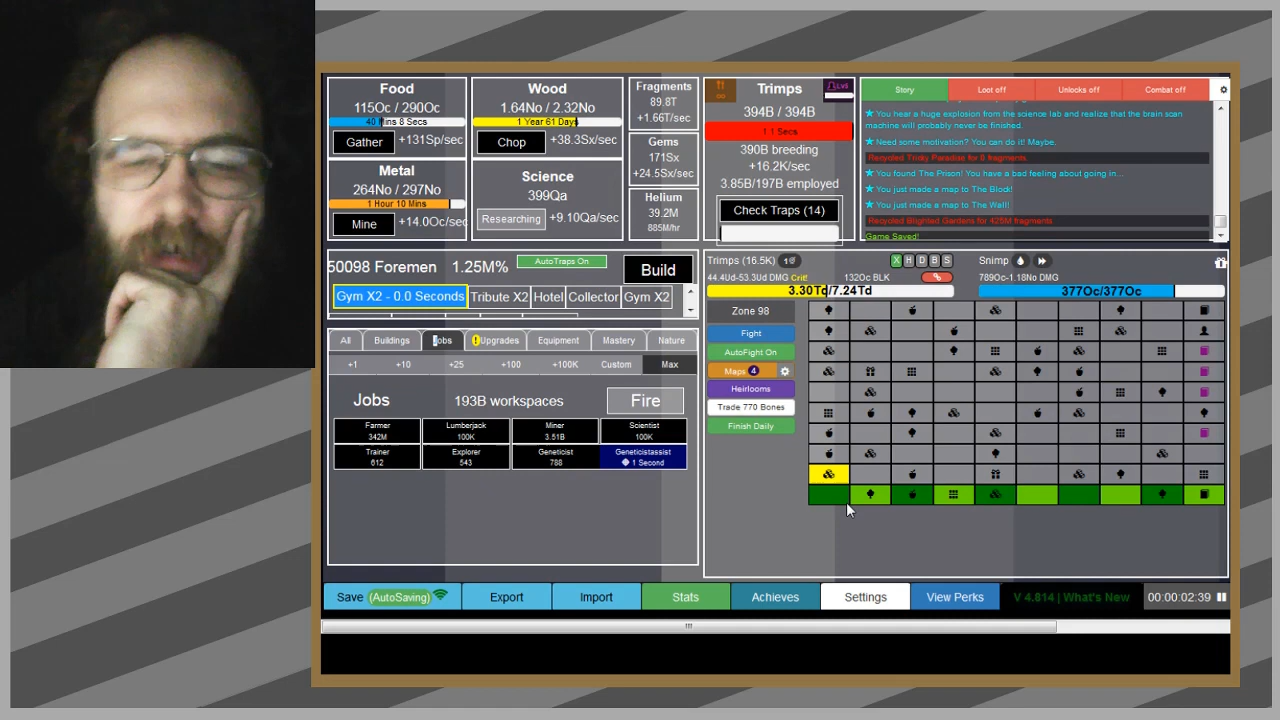 Food
115Oc / 290Oc
40 Mins 8 Secs
Gather
+131Sp/sec
Metal
264No / 297No
1 Hour 10 Mins
Mine
+14.0Oc/sec
Wood
1.64No / 2.32No
1 Year 61 Days
Chop
+38.3Sx/sec
Science
399Qa
Researching
+9.10Qa/sec
Fragments
89.8T
+1.66T/sec
Gems
171Sx
+24.5Sx/sec
Helium
39.2M
885M/hr
Trimps
394B / 394B
1.1 Secs
390B breeding
+16.2K/sec
3.85B/197B employed
Check Traps (14)
Story
Loot off
Unlocks off
Combat off
You hear a huge explosion from the science lab and realize that the brain scan
machine will probably never be finished.
Need some motivation? You can do it! Maybe.
Recycled Tricky Paradise for 0 fragments.
You found The Prison! You have a bad feeling about going in...
You just made a map to The Block!
You just made a map to The Wall!
Recycled Blighted Gardens for 425M fragments.
Game Saved!
50098 Foremen
1.25M%
AutoTraps On
Build
Gym X2 - 0.0 Seconds
Tribute X2
Hotel
Collector
Gym X2
All
Buildings
Jobs
Upgrades
Equipment
Mastery
Nature
+1
+10
+25
+100
+100K
Custom
Max
Jobs
193B workspaces
Fire
Farmer
342M
Lumberjack
100K
Miner
3.51B
Scientist
100K
Trainer
612
Explorer
543
Geneticist
788
Geneticistassist
1 Second
Trimps (16.5K)
X H D B S
44.4Ud-53.3Ud DMG Crit!
132Oc BLK
%
3.30Td/7.24Td
Snimp
789Oc-1.18No DMG
377Oc/377Oc
Zone 98
Fight
AutoFight On
Maps 4
Heirlooms
Trade 770 Bones
Finish Daily
Save (AutoSaving)
Export
Import
Stats
Achieves
Settings
View Perks
V 4.814 | What's New
00:00:02:39